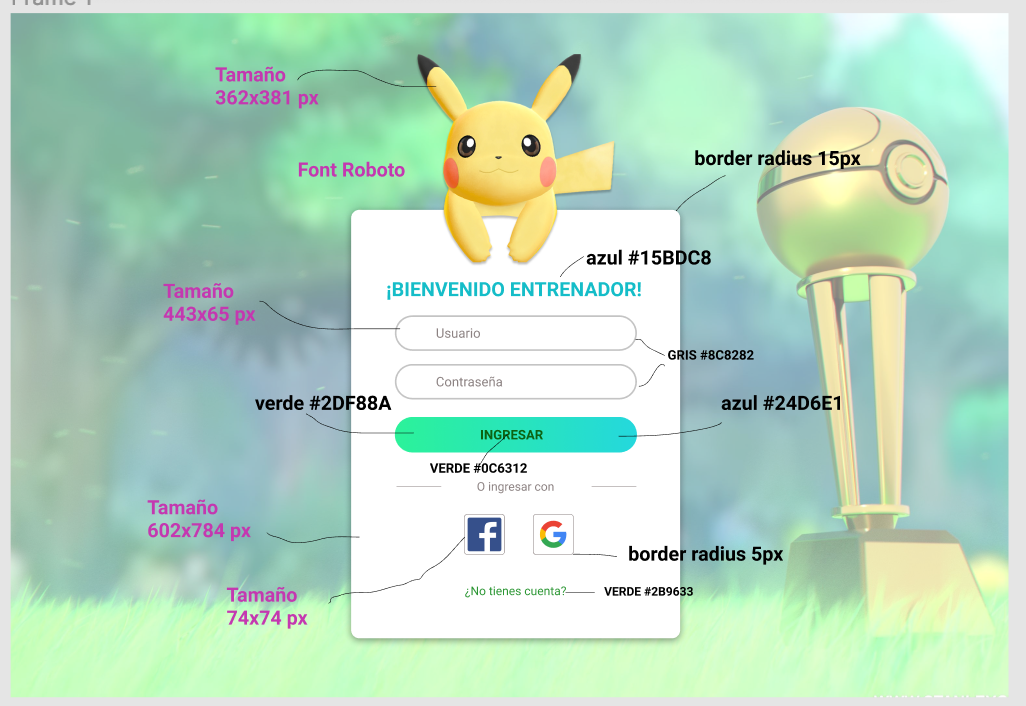 Frame 1
Tamaño
362x381 px
Font Roboto
border radius 15px
azul #15BDC8
¡BIENVENIDO ENTRENADOR!
Tamaño
443x65 px
Usuario
GRIS #8C8282
Contraseña
verde #2DF88A
azul #24D6E1
INGRESAR
VERDE #0C6312
O ingresar con
Tamaño
602x784 px
border radius 5px
¿No tienes cuenta?
VERDE #2B9633
Tamaño
74x74 px